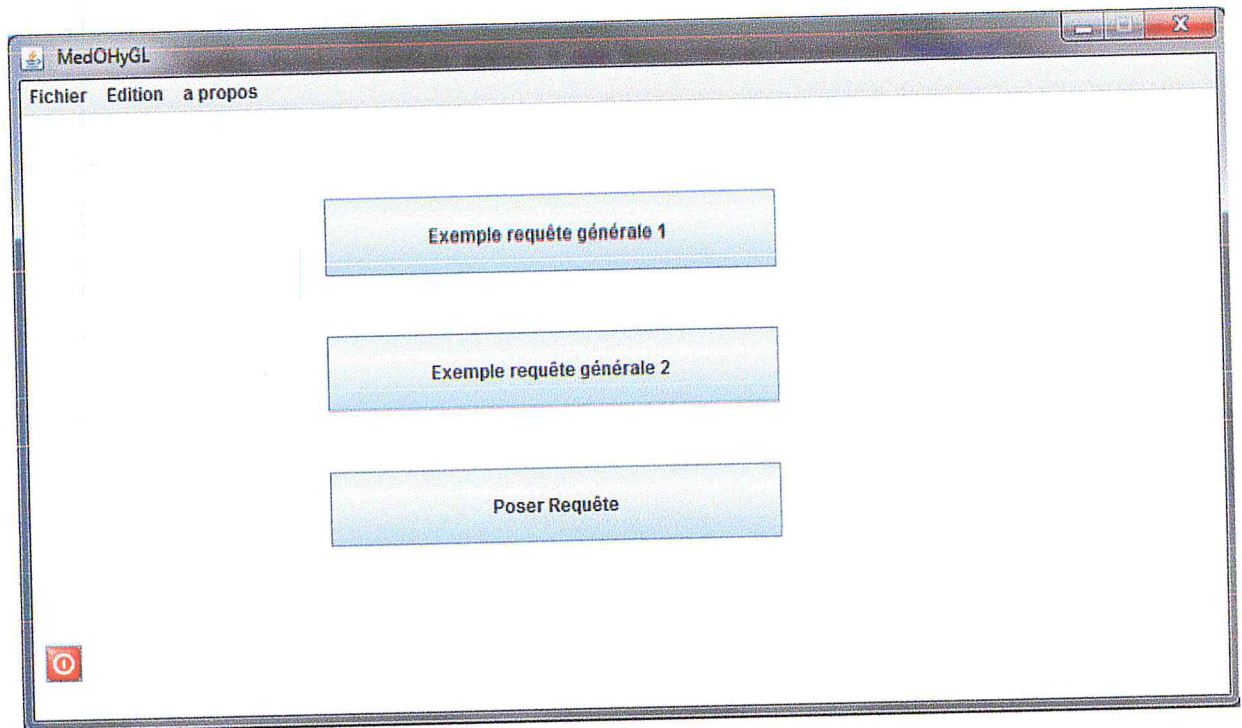 MedOHyGL
Fichier Edition a propos
Exemple requête générale 1
Exemple requête générale 2
Poser Requête